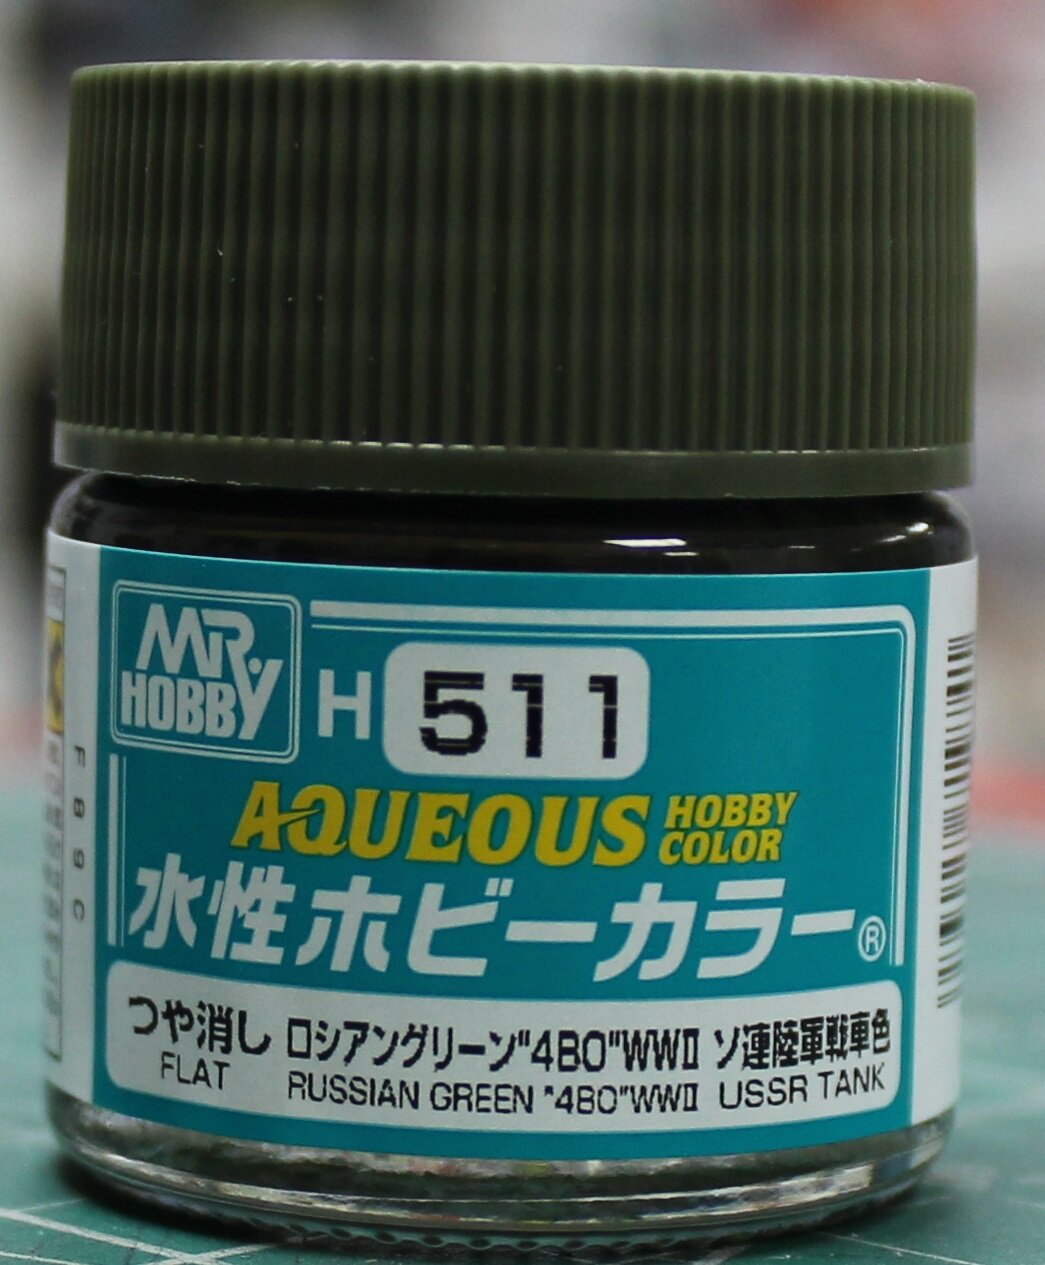 MR.
HOBBY
H 511
AQUEOUS HOBBY
COLOR
水性ホビーカラー®
つや消し ロシアングリーン"4BO"WWⅡ ソ連陸軍戦車色
FLAT RUSSIAN GREEN "4BO"WWⅡ USSR TANK
F89C